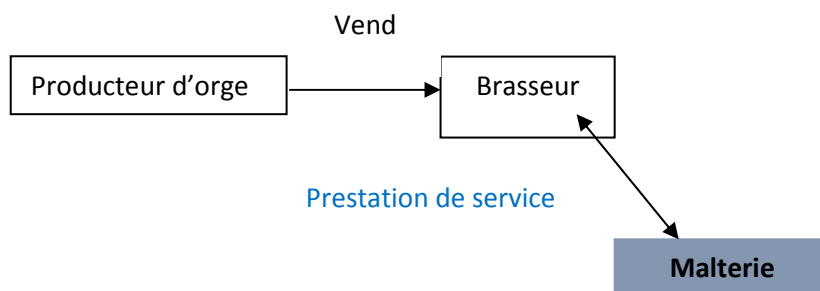 Vend
Producteur d’orge
Brasseur
Prestation de service
Malterie